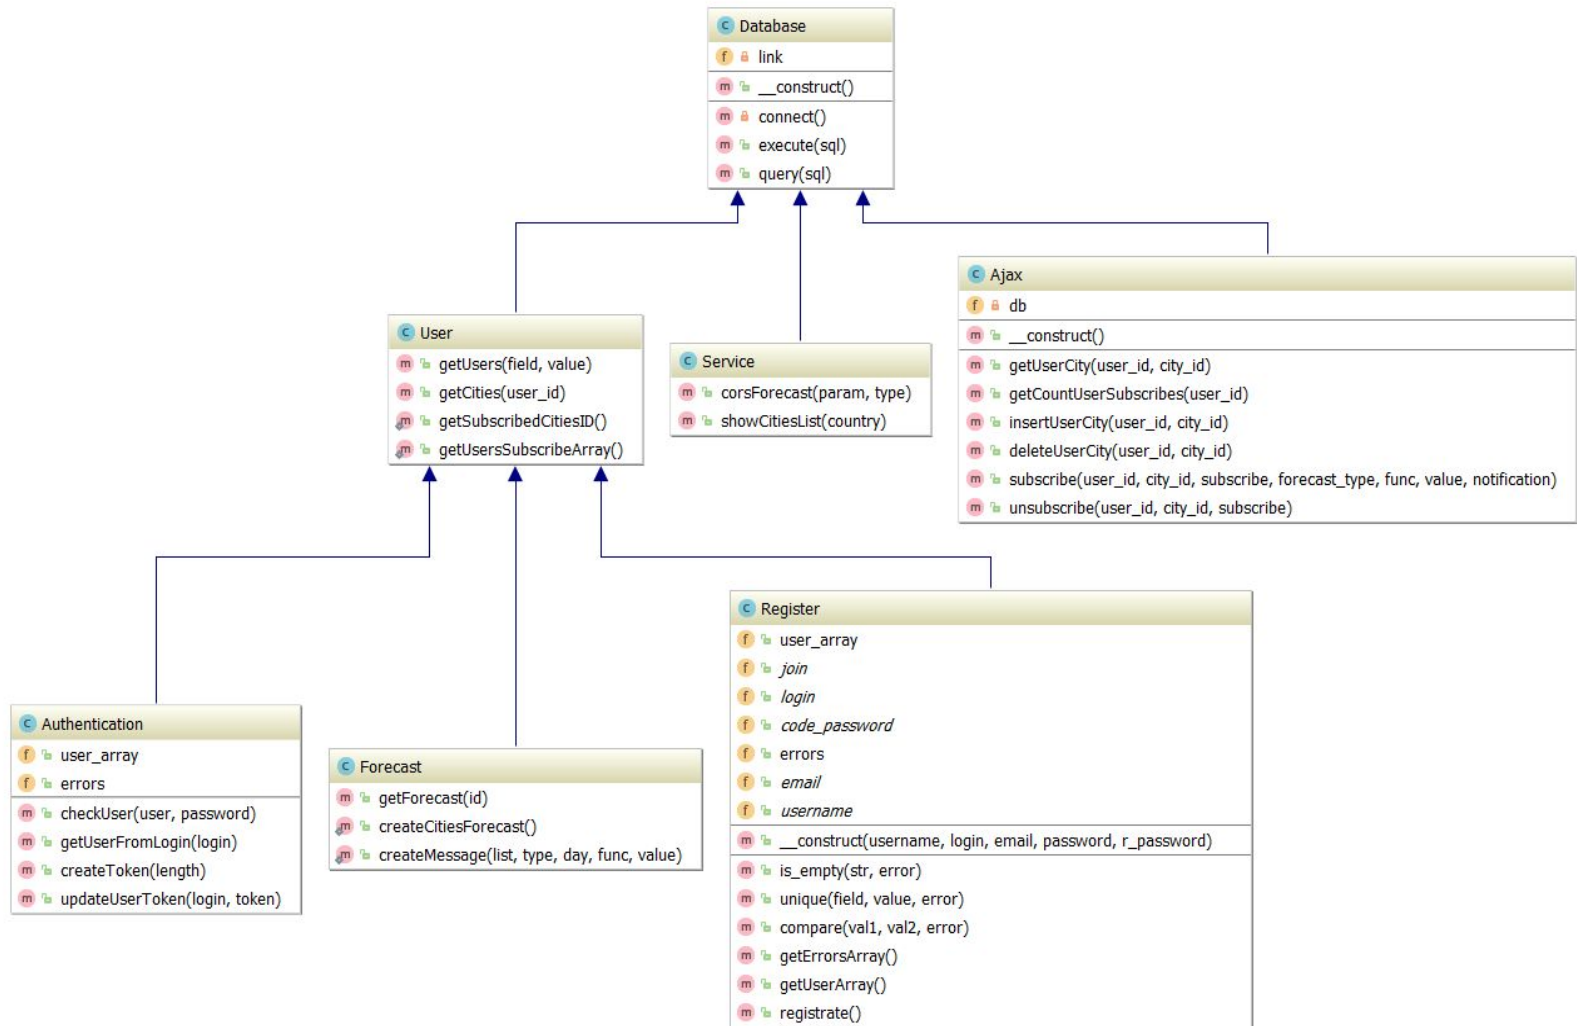 Database
link
__construct()
connect()
execute(sql)
query(sql)
User
getUsers(field, value)
getCities(user_id)
getSubscribedCitiesID()
getUsersSubscribeArray()
Service
corsForecast(param, type)
showCitiesList(country)
Ajax
db
__construct()
getUserCity(user_id, city_id)
getCountUserSubscribes(user_id)
insertUserCity(user_id, city_id)
deleteUserCity(user_id, city_id)
subscribe(user_id, city_id, subscribe, forecast_type, func, value, notification)
unsubscribe(user_id, city_id, subscribe)
Authentication
user_array
errors
checkUser(user, password)
getUserFromLogin(login)
createToken(length)
updateUserToken(login, token)
Forecast
getForecast(id)
createCitiesForecast()
createMessage(list, type, day, func, value)
Register
user_array
join
login
code_password
errors
email
username
__construct(username, login, email, password, r_password)
is_empty(str, error)
unique(field, value, error)
compare(val1, val2, error)
getErrorsArray()
getUserArray()
registrate()